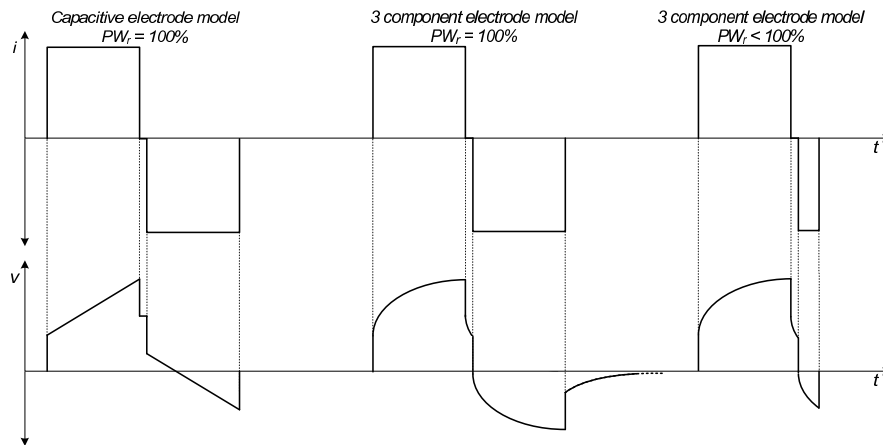 Capacitive electrode model
PWr = 100%
3 component electrode model
PWr = 100%
3 component electrode model
PWr < 100%
i
t
v
t